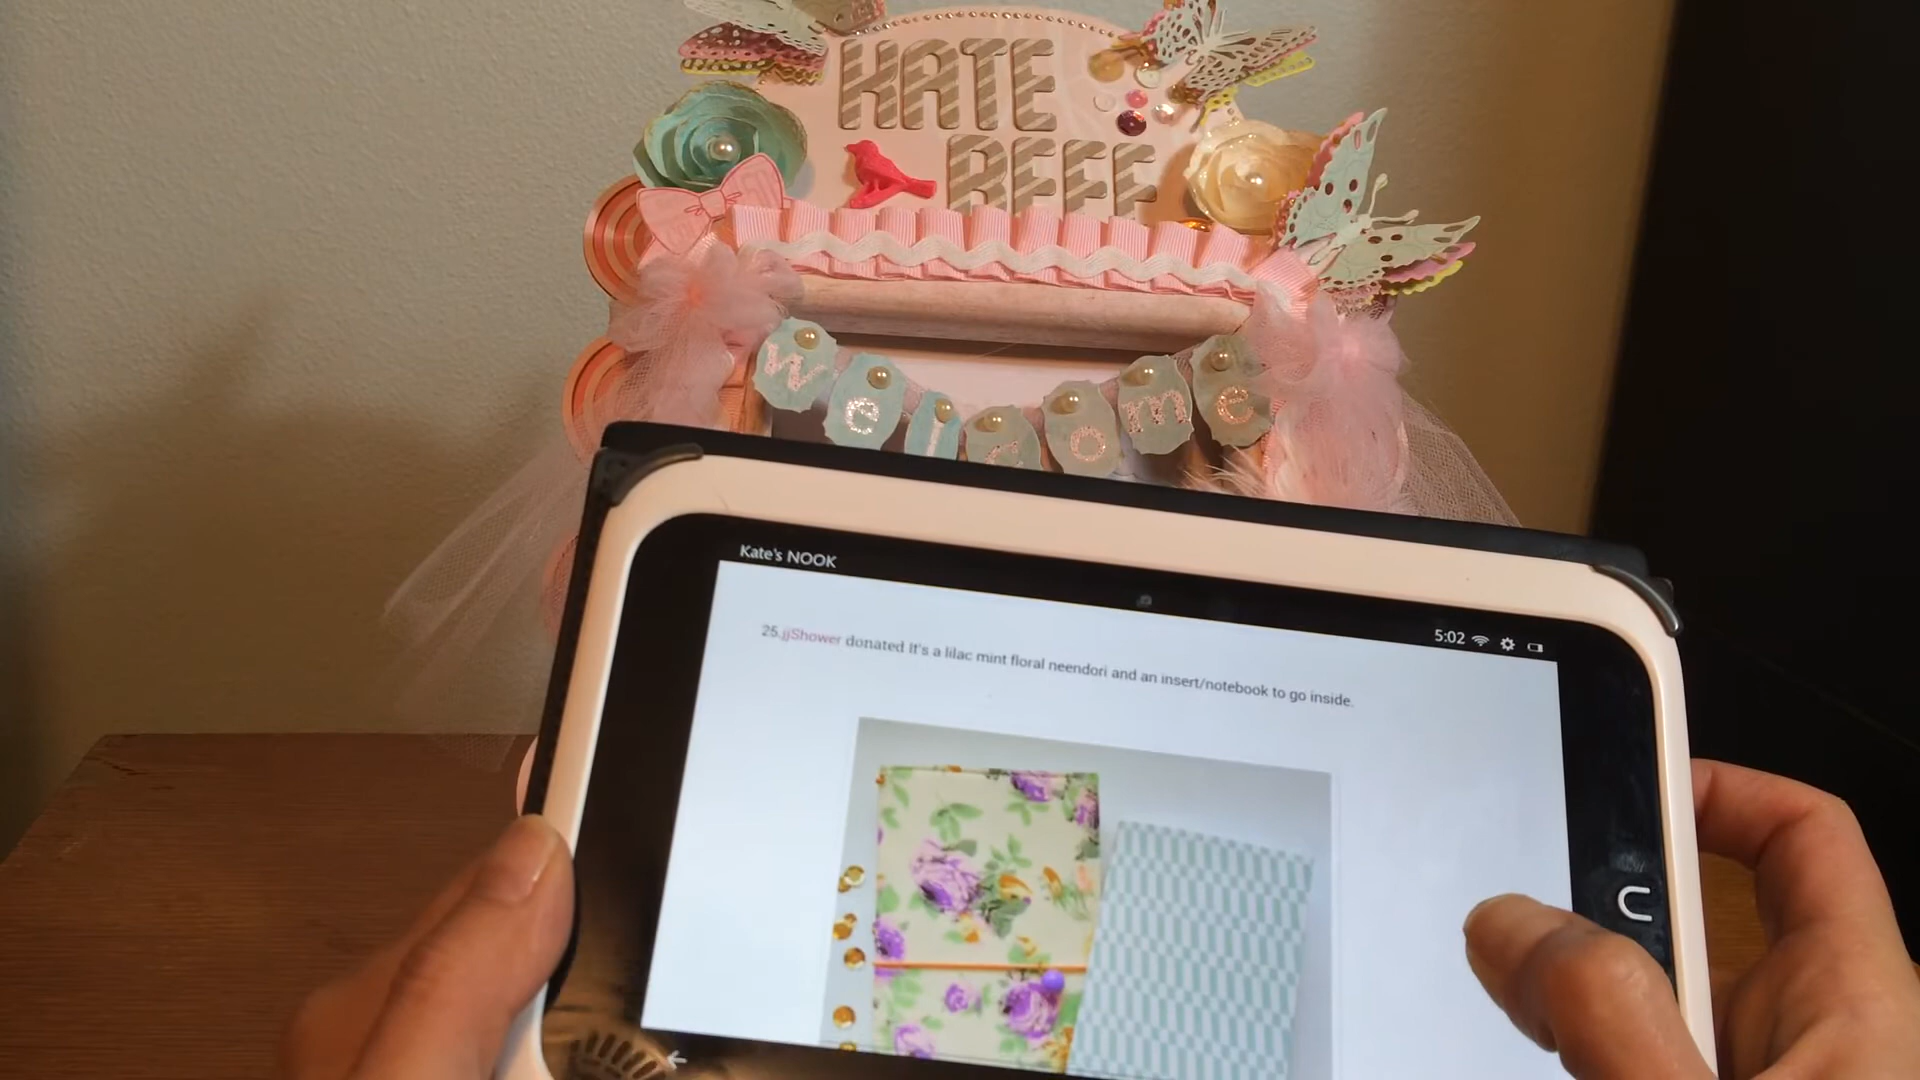 KATE
welcome
Kate's NOOK
5:02
25.jjShower donated It's a lilac mint floral neendori and an insert/notebook to go inside.